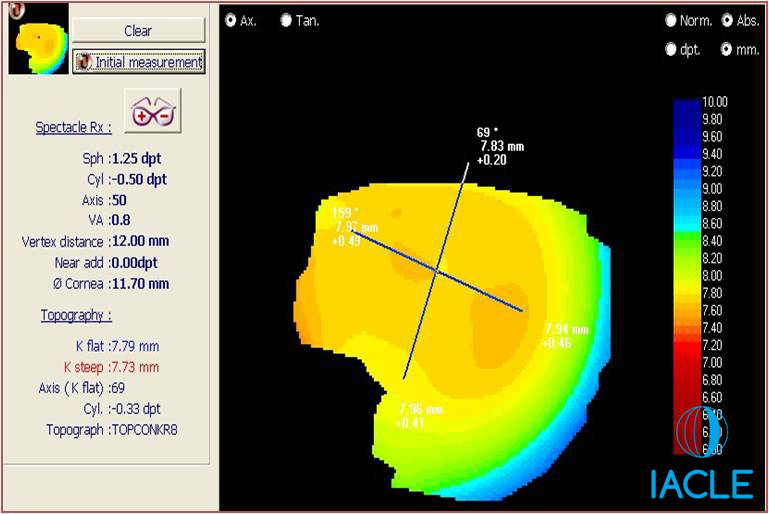 Clear
Initial measurement
Spectacle Rx :
Sph :1.25 dpt
Cyl :-0.50 dpt
Axis :50
VA :0.8
Vertex distance :12.00 mm
Near add :0.00dpt
Ø Cornea :11.70 mm
Topography :
K flat :7.79 mm
K steep :7.73 mm
Axis ( K flat) :69
Cyl. :-0.33 dpt
Topograph :TOPCONKR8
Ax. Tan.
Norm. Abs.
dpt. mm.
69 °
7.83 mm
+0.20
159 °
7.97 mm
+0.49
7.94 mm
+0.46
7.96 mm
+0.41
10.00
9.80
9.60
9.40
9.20
9.00
8.80
8.60
8.40
8.20
8.00
7.80
7.60
7.40
7.20
7.00
6.80
6.60
IACLE